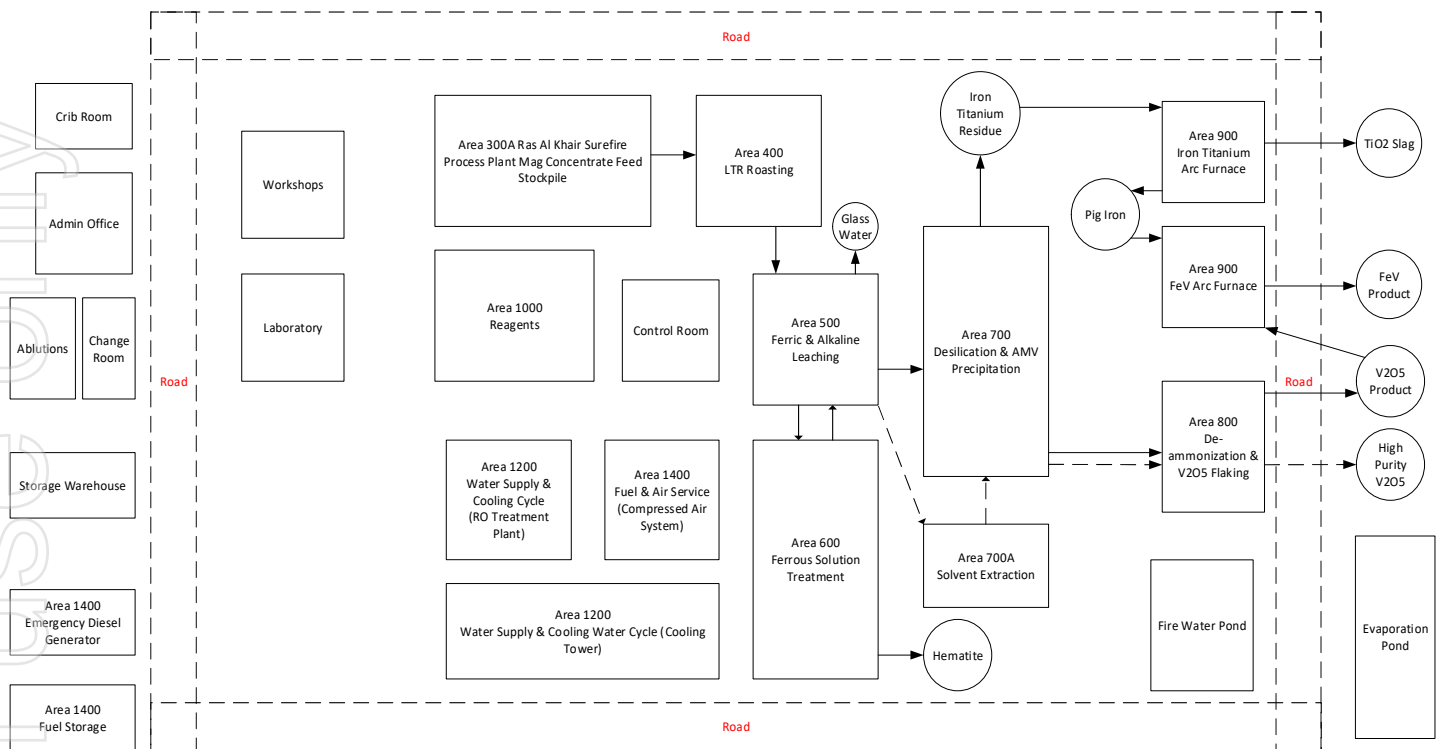 Road
Crib Room
Admin Office
Ablutions
Change
Room
Storage Warehouse
Area 1400
Emergency Diesel
Generator
Area 1400
Fuel Storage
Road
Workshops
Laboratory
Area 300A Ras Al Khair Surefire
Process Plant Mag Concentrate Feed
Stockpile
Area 400
LTR Roasting
Area 1000
Reagents
Control Room
Glass
Water
Area 500
Ferric & Alkaline
Leaching
Area 1200
Water Supply &
Cooling Cycle
(RO Treatment
Plant)
Area 1400
Fuel & Air Service
(Compressed Air
System)
Area 600
Ferrous Solution
Treatment
Area 1200
Water Supply & Cooling Water Cycle (Cooling
Tower)
Hematite
Iron
Titanium
Residue
Area 700
Desilication & AMV
Precipitation
Area 700A
Solvent Extraction
Area 900
Iron Titanium
Arc Furnace
Pig Iron
Area 900
FeV Arc Furnace
Area 800
De-
ammonization &
V2O5 Flaking
Fire Water Pond
Road
TiO2 Slag
FeV
Product
V2O5
Product
High
Purity
V2O5
Evaporation
Pond
Road